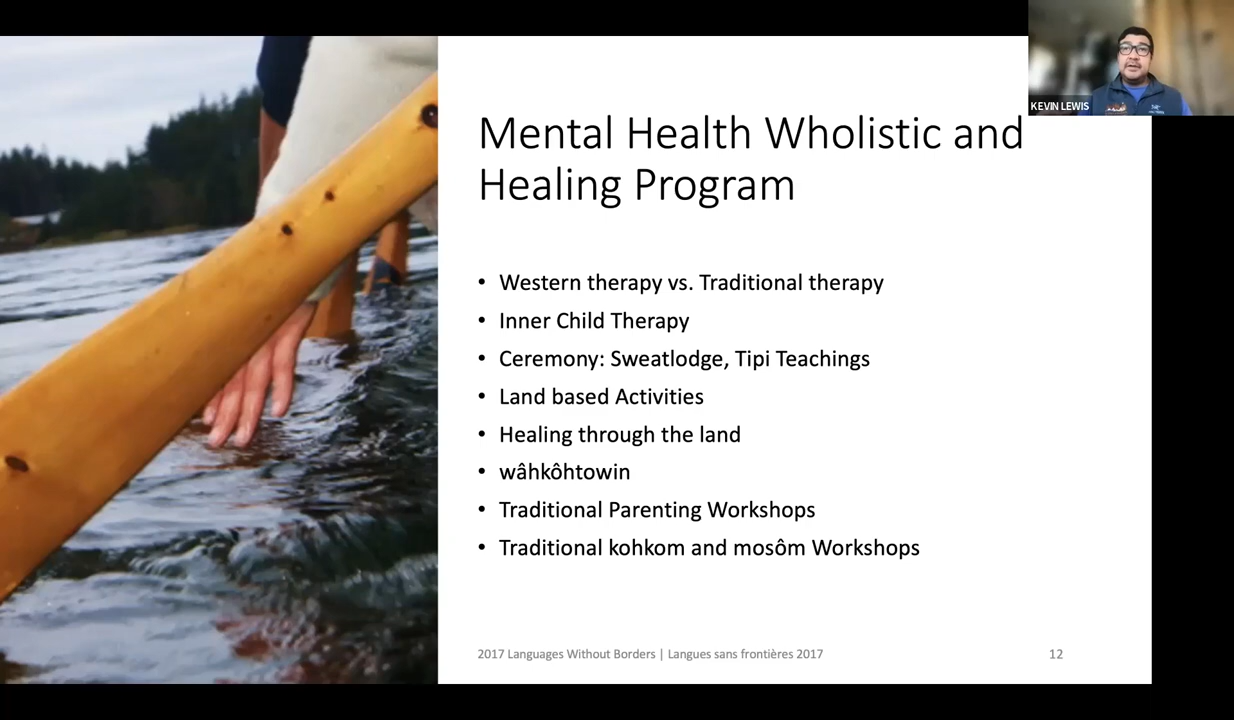 KEVIN LEWIS
Mental Health Wholistic and
Healing Program
• Western therapy vs. Traditional therapy
• Inner Child Therapy
• Ceremony: Sweatlodge, Tipi Teachings
• Land based Activities
• Healing through the land
• wâhkôhtowin
• Traditional Parenting Workshops
• Traditional kohkom and mosôm Workshops
2017 Languages Without Borders | Langues sans frontières 2017
12